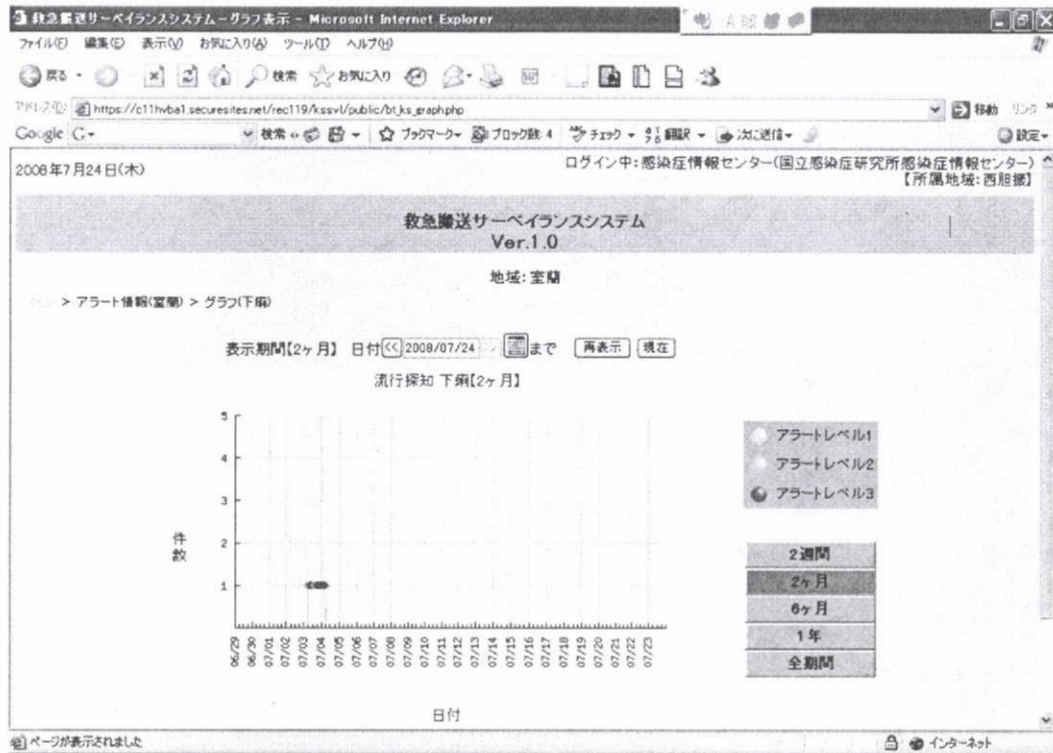 救急搬送サーベイランスシステム - グラフ表示 - Microsoft Internet Explorer
ファイル(F) 編集(E) 表示(V) お気に入り(A) ツール(T) ヘルプ(H)
戻る 検索 お気に入り
アドレス(D) https://c11hvba1.securesites.net/rec119/kssvl/public/bt_ks_graph.php 移動 リンク »
Google G 検索 ブックマーク ブロック数: 4 チェック 翻訳 次に送信 設定
2008年7月24日(木)
ログイン中:感染症情報センター(国立感染症研究所感染症情報センター)
【所属地域:西胆振】
救急搬送サーベイランスシステム
Ver.1.0
地域:室蘭
> アラート情報(室蘭) > グラフ(下痢)
表示期間【2ヶ月】 日付 << 2008/07/24 まで 再表示 現在
流行探知 下痢【2ヶ月】
5
4
3
2
1
件数
06/29 06/30 07/01 07/02 07/03 07/04 07/05 07/06 07/07 07/08 07/09 07/10 07/11 07/12 07/13 07/14 07/15 07/16 07/17 07/18 07/19 07/20 07/21 07/22 07/23
日付
アラートレベル1
アラートレベル2
アラートレベル3
2週間
2ヶ月
6ヶ月
1年
全期間
ページが表示されました インターネット